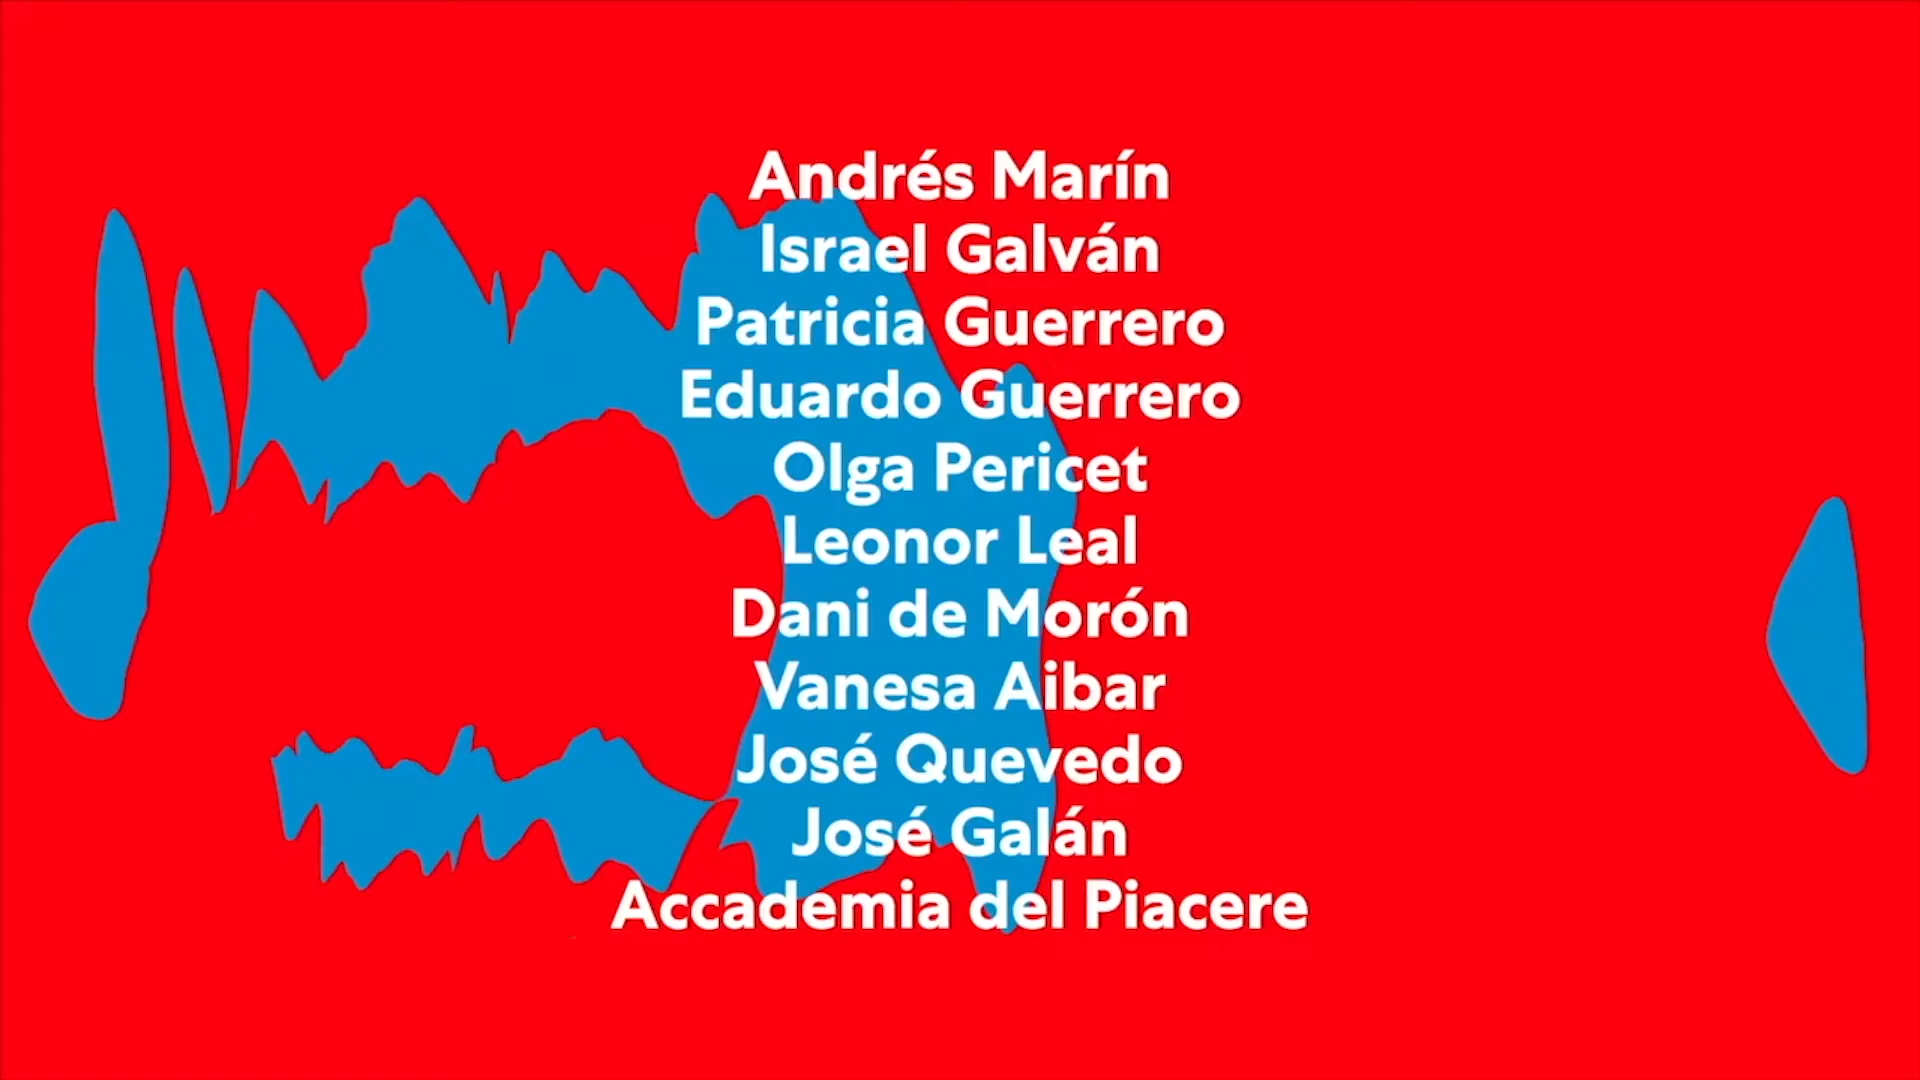 Andrés Marín
Israel Galván
Patricia Guerrero
Eduardo Guerrero
Olga Pericet
Leonor Leal
Dani de Morón
Vanesa Aibar
José Quevedo
José Galán
Accademia del Piacere